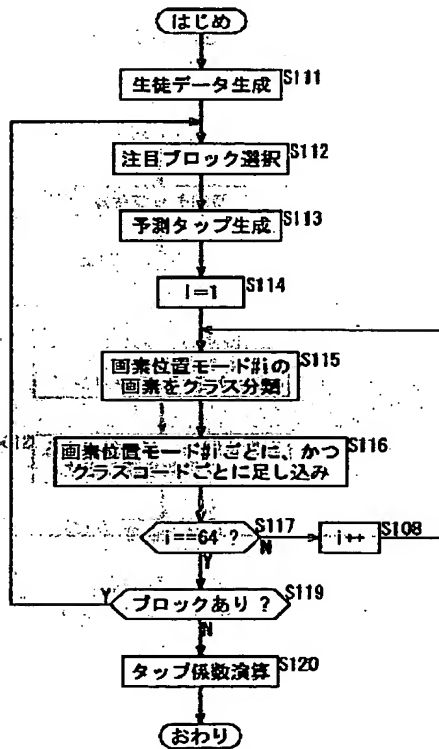 はじめ
生徒データ生成 S111
注目ブロック選択 S112
予測タップ生成 S113
i=1 S114
画素位置モード#iの S115
画素をクラス分類
画素位置モード#iごとに、かつ S116
クラスコードごとに足し込み
i==64 ? S117
N
i++ S108
Y
Y ブロックあり ? S119
N
タップ係数演算 S120
おわり